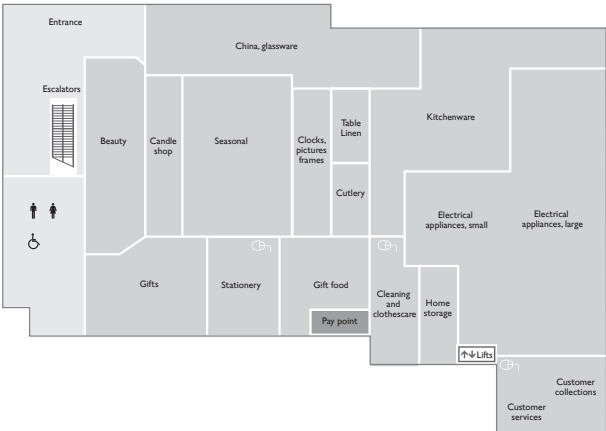 Entrance
China, glassware
Escalators
Beauty
Candle
shop
Seasonal
Clocks,
pictures
frames
Table
Linen
Kitchenware
Cutlery
Electrical
appliances, small
Electrical
appliances, large
Gifts
Stationery
Gift food
Pay point
Cleaning
and
clothescare
Home
storage
Lifts
Customer
collections
Customer
services